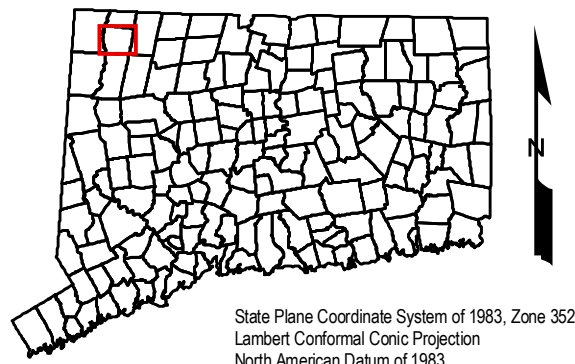 N
State Plane Coordinate System of 1983, Zone 352
Lambert Conformal Conic Projection
North American Datum of 1983